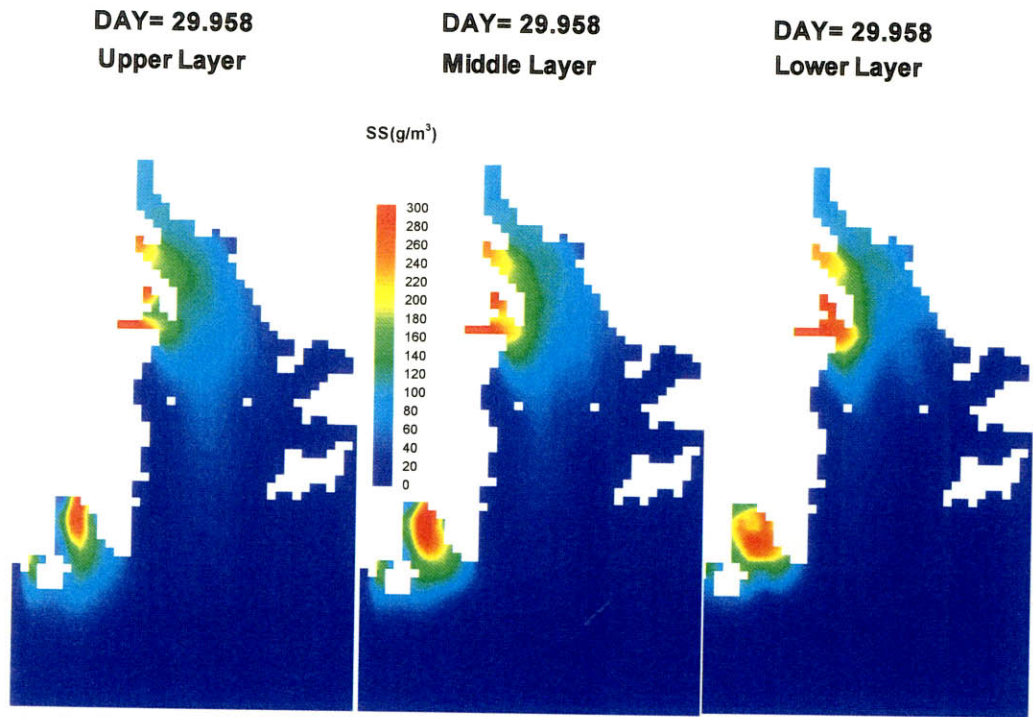 DAY= 29.958
Upper Layer
DAY= 29.958
Middle Layer
DAY= 29.958
Lower Layer
SS(g/m³)
300
280
260
240
220
200
180
160
140
120
100
80
60
40
20
0